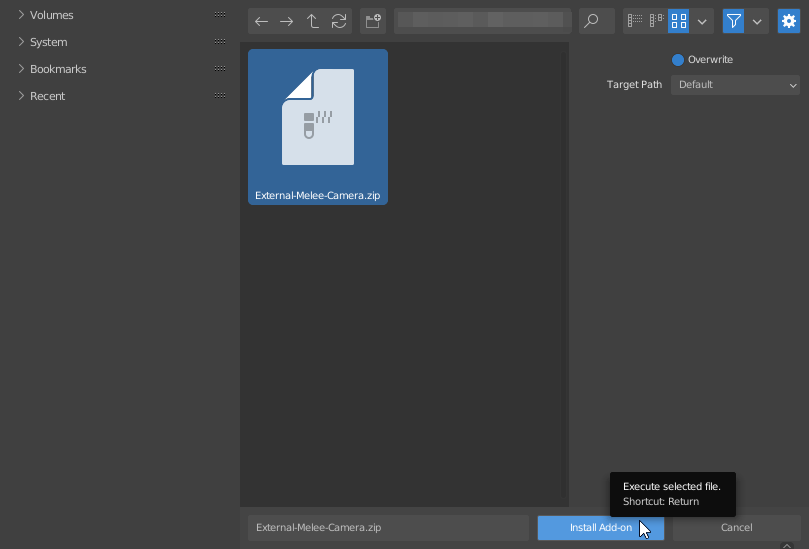 Volumes
System
Bookmarks
Recent
External-Melee-Camera.zip
Overwrite
Target Path Default
Execute selected file.
Shortcut: Return
External-Melee-Camera.zip
Install Add-on
Cancel